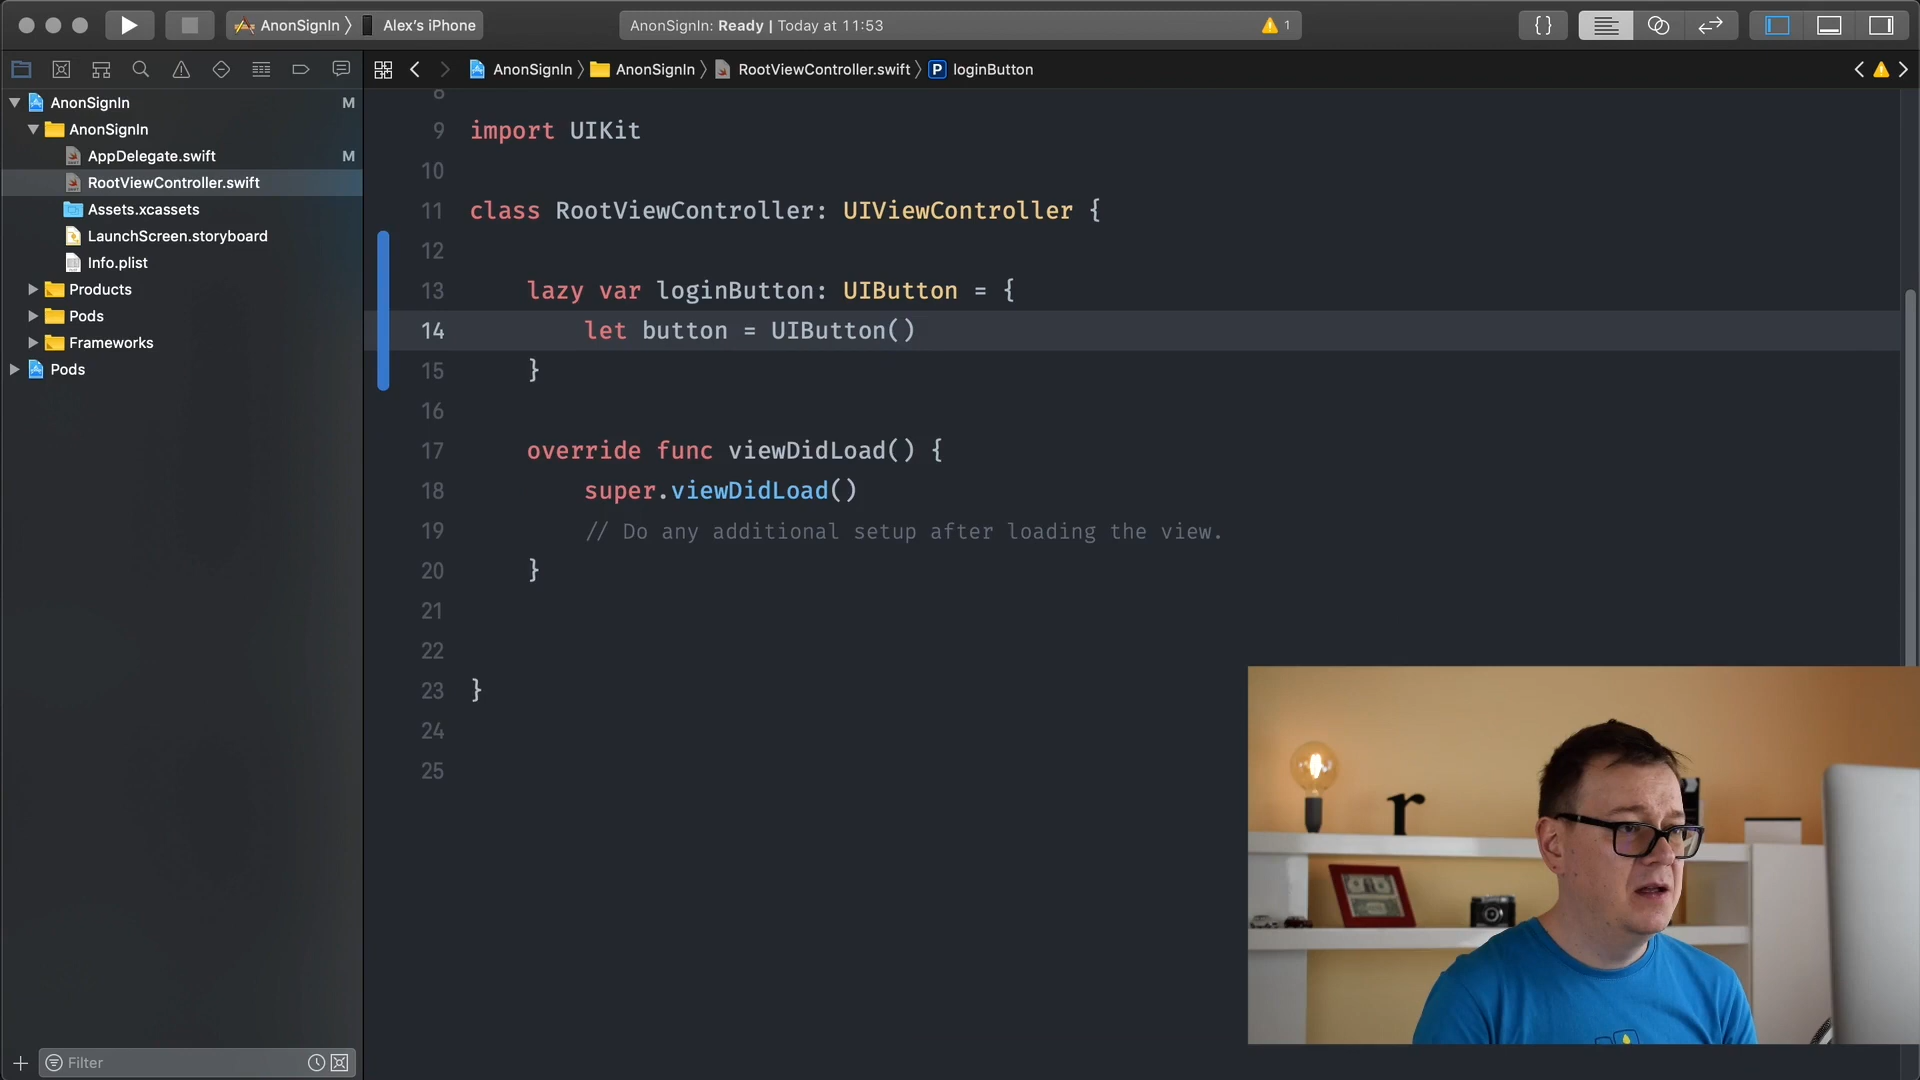 AnonSignIn
Alex's iPhone
AnonSignIn: Ready | Today at 11:53
1
AnonSignIn
AnonSignIn
RootViewController.swift
P
loginButton
AnonSignIn
M
AnonSignIn
AppDelegate.swift
M
RootViewController.swift
Assets.xcassets
LaunchScreen.storyboard
Info.plist
Products
Pods
Frameworks
Pods
Filter
8
9 import UIKit
10
11 class RootViewController: UIViewController {
12
13 lazy var loginButton: UIButton = {
14 let button = UIButton()
15 }
16
17 override func viewDidLoad() {
18 super.viewDidLoad()
19 // Do any additional setup after loading the view.
20 }
21
22
23 }
24
25
r